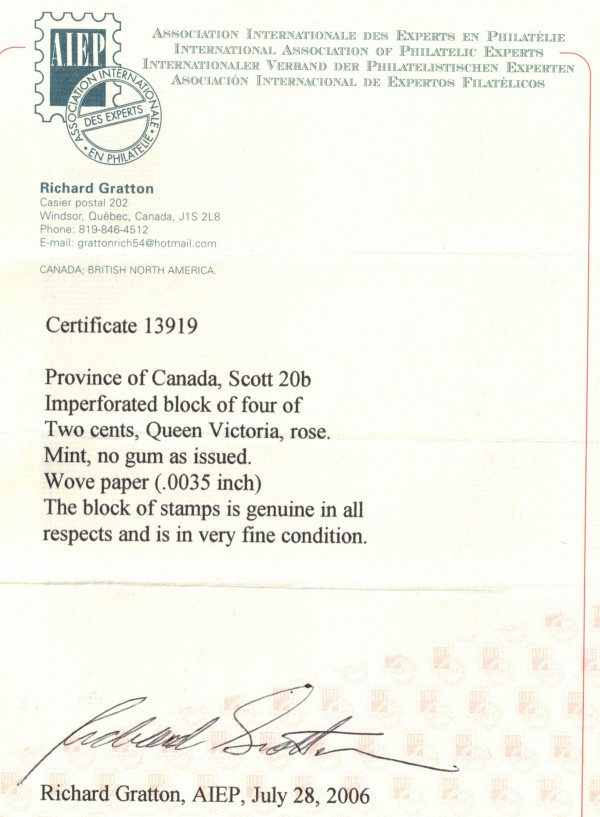 AIEP
ASSOCIATION INTERNATIONALE
DES EXPERTS
• EN PHILATÉLIE •
ASSOCIATION INTERNATIONALE DES EXPERTS EN PHILATÉLIE
INTERNATIONAL ASSOCIATION OF PHILATELIC EXPERTS
INTERNATIONALER VERBAND DER PHILATELISTISCHEN EXPERTEN
ASOCIACIÓN INTERNACIONAL DE EXPERTOS FILATÉLICOS
Richard Gratton
Casier postal 202
Windsor, Québec, Canada, J1S 2L8
Phone: 819-846-4512
E-mail: grattonrich54@hotmail.com
CANADA; BRITISH NORTH AMERICA.
Certificate 13919
Province of Canada, Scott 20b
Imperforated block of four of
Two cents, Queen Victoria, rose.
Mint, no gum as issued.
Wove paper (.0035 inch)
The block of stamps is genuine in all
respects and is in very fine condition.
Richard Gratton
Richard Gratton, AIEP, July 28, 2006